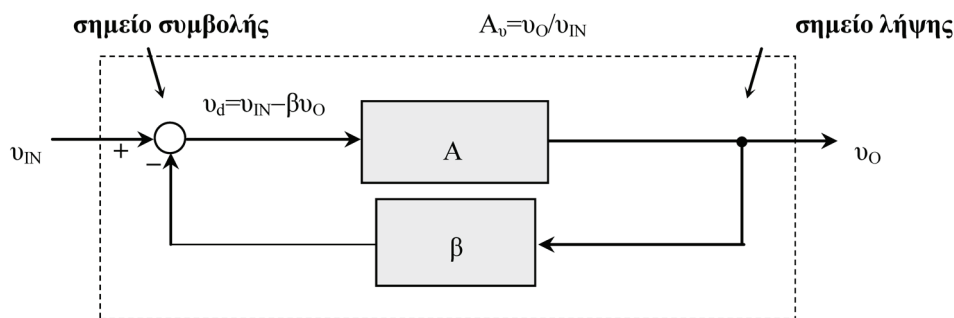 σημείο συμβολής
Aυ=υO/υIN
σημείο λήψης
υd=υIN–βυO
υIN
+
–
A
υO
β